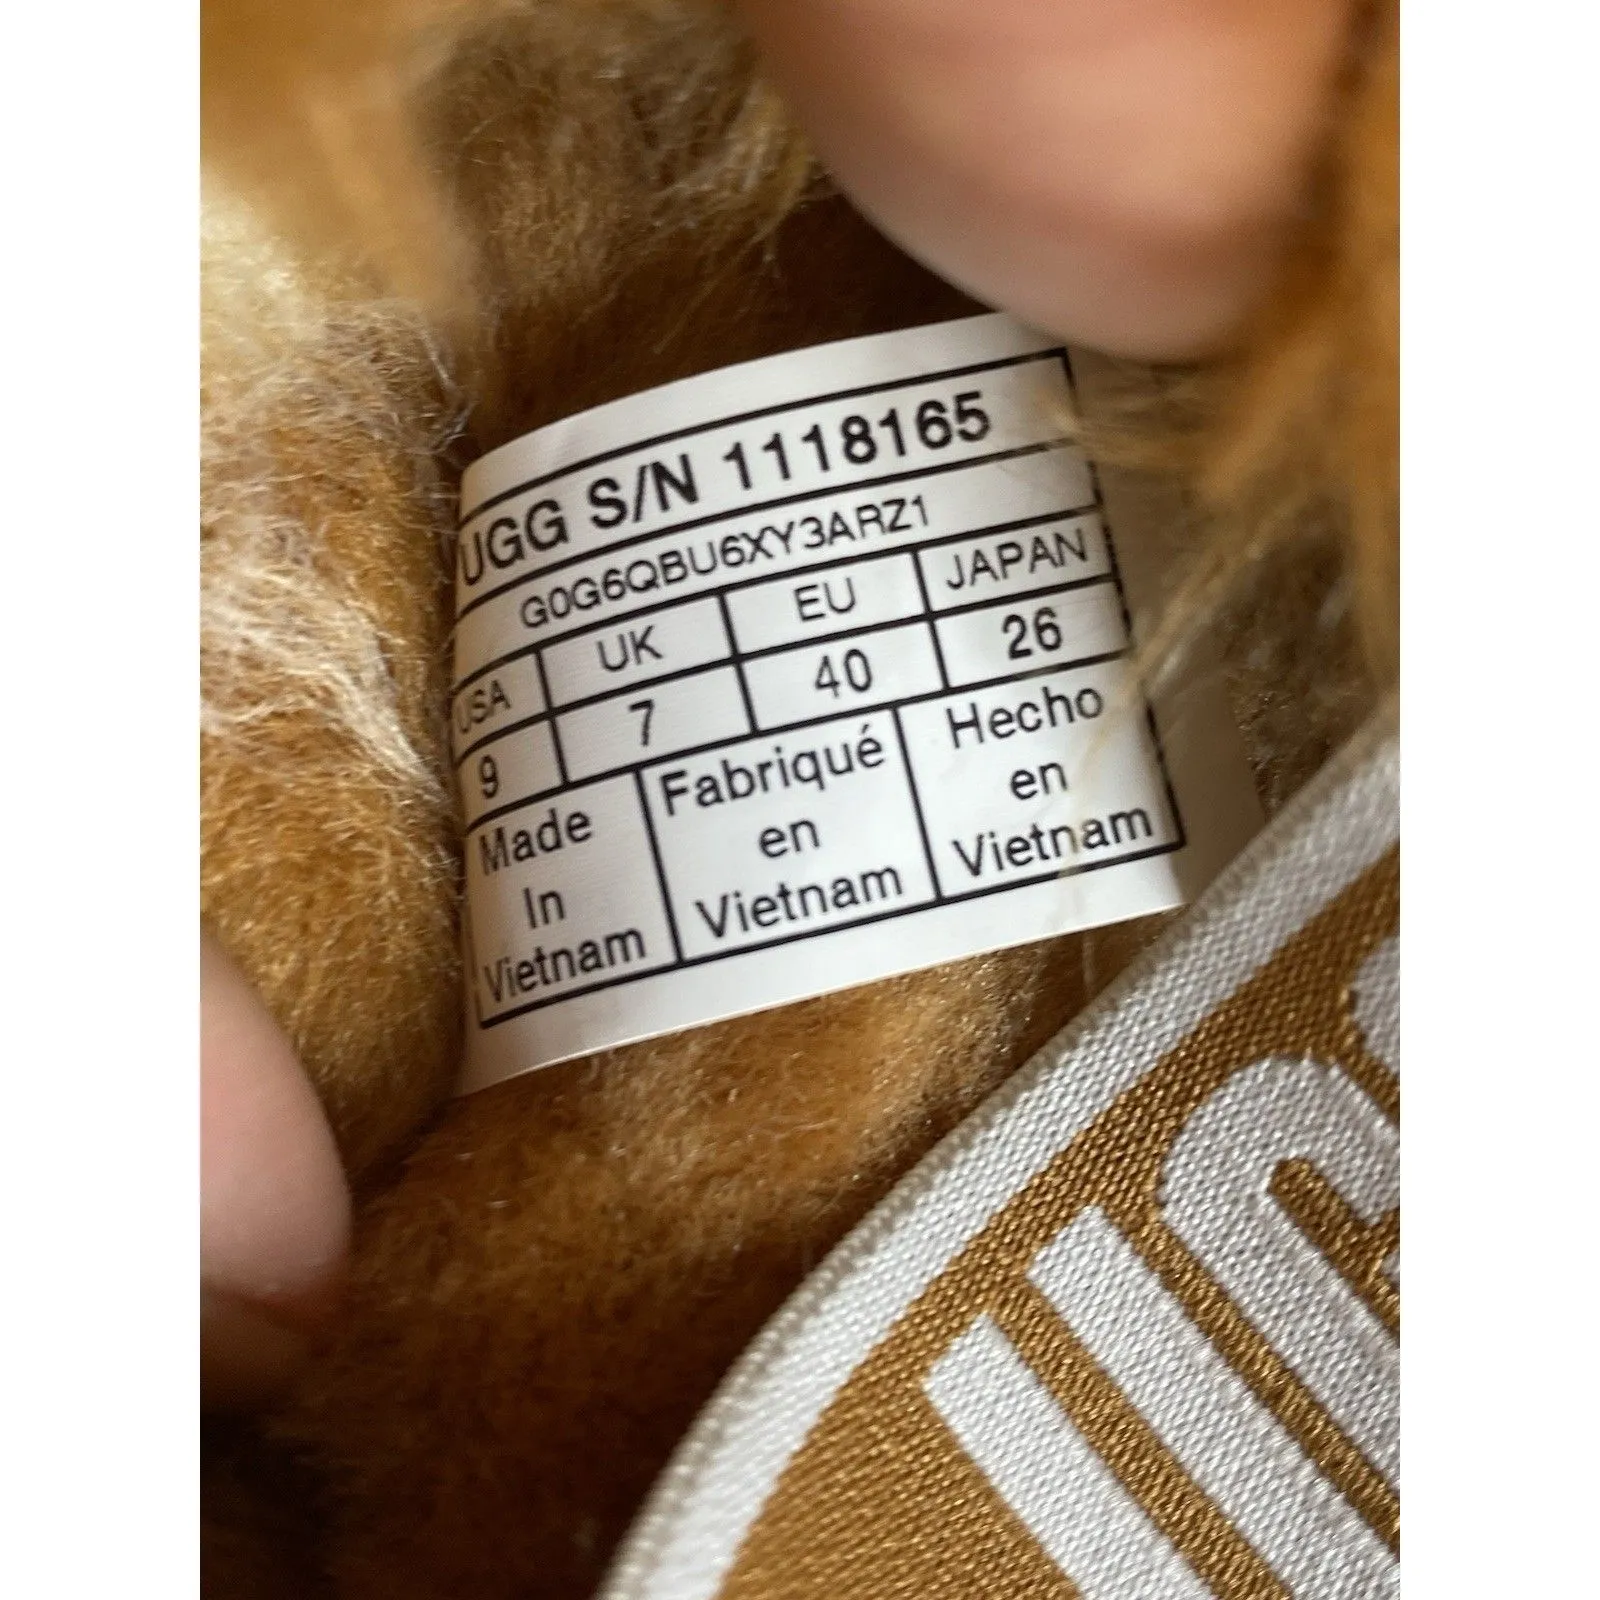 UGG S/N 1118165
G0G6QBU6XY3ARZ1
USA UK EU JAPAN
9 7 40 26
Made In Vietnam
Fabriqué en Vietnam
Hecho en Vietnam
UGG